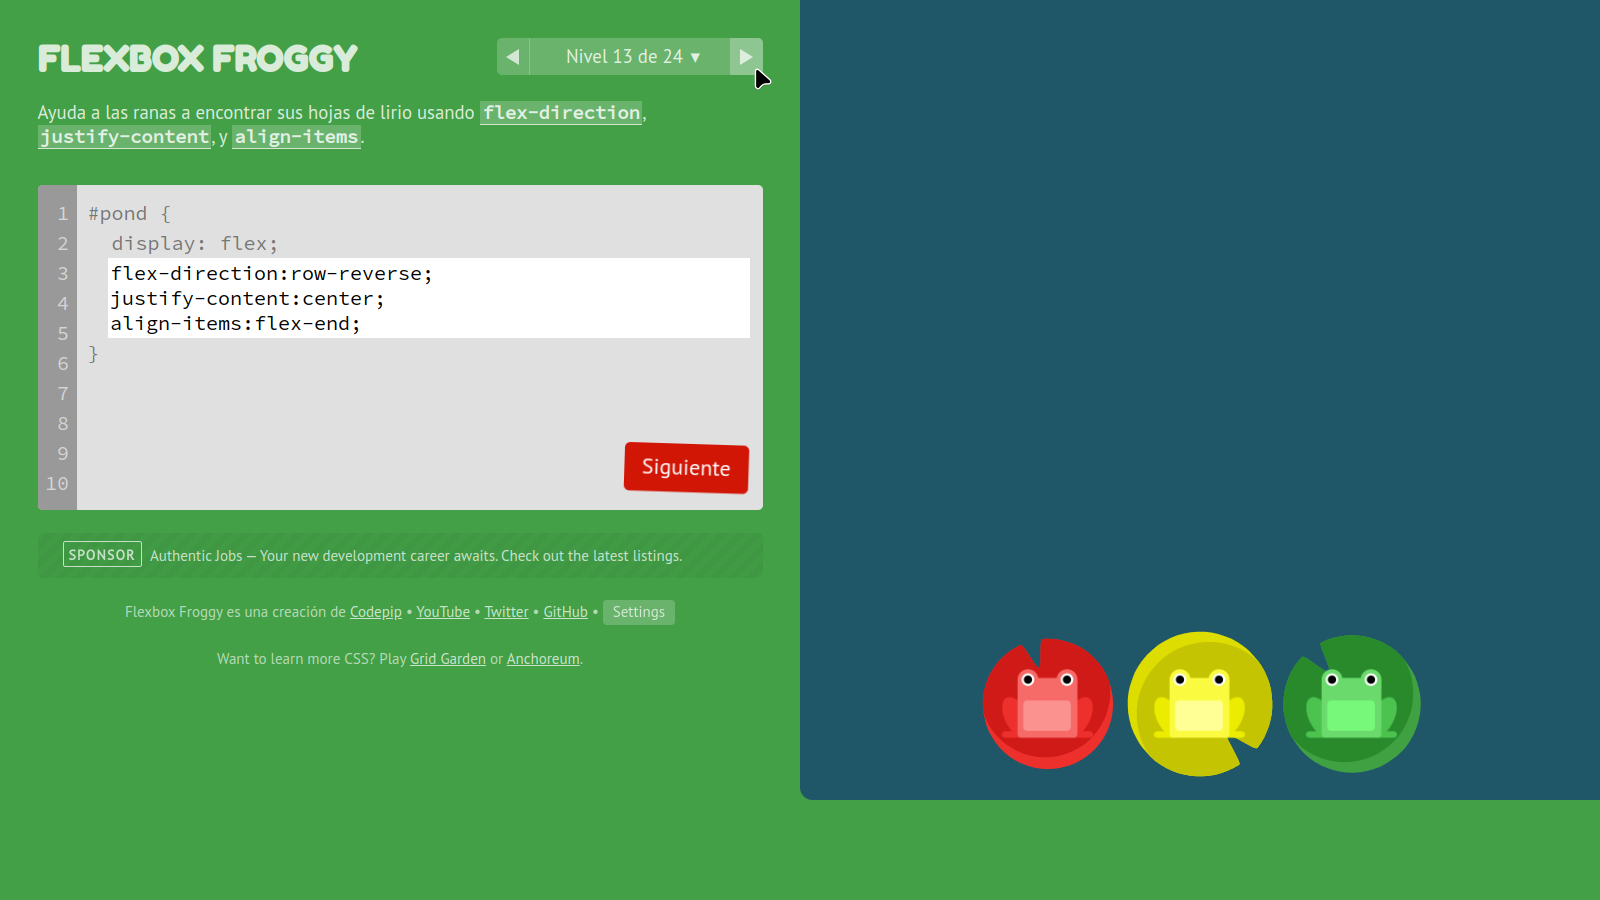 FLEXBOX FROGGY
Nivel 13 de 24 ▼
Ayuda a las ranas a encontrar sus hojas de lirio usando flex-direction,
justify-content, y align-items.
1 #pond {
2 display: flex;
3 flex-direction:row-reverse;
4 justify-content:center;
5 align-items:flex-end;
6 }
7
8
9
10
Siguiente
SPONSOR Authentic Jobs — Your new development career awaits. Check out the latest listings.
Flexbox Froggy es una creación de Codepip • YouTube • Twitter • GitHub • Settings
Want to learn more CSS? Play Grid Garden or Anchoreum.